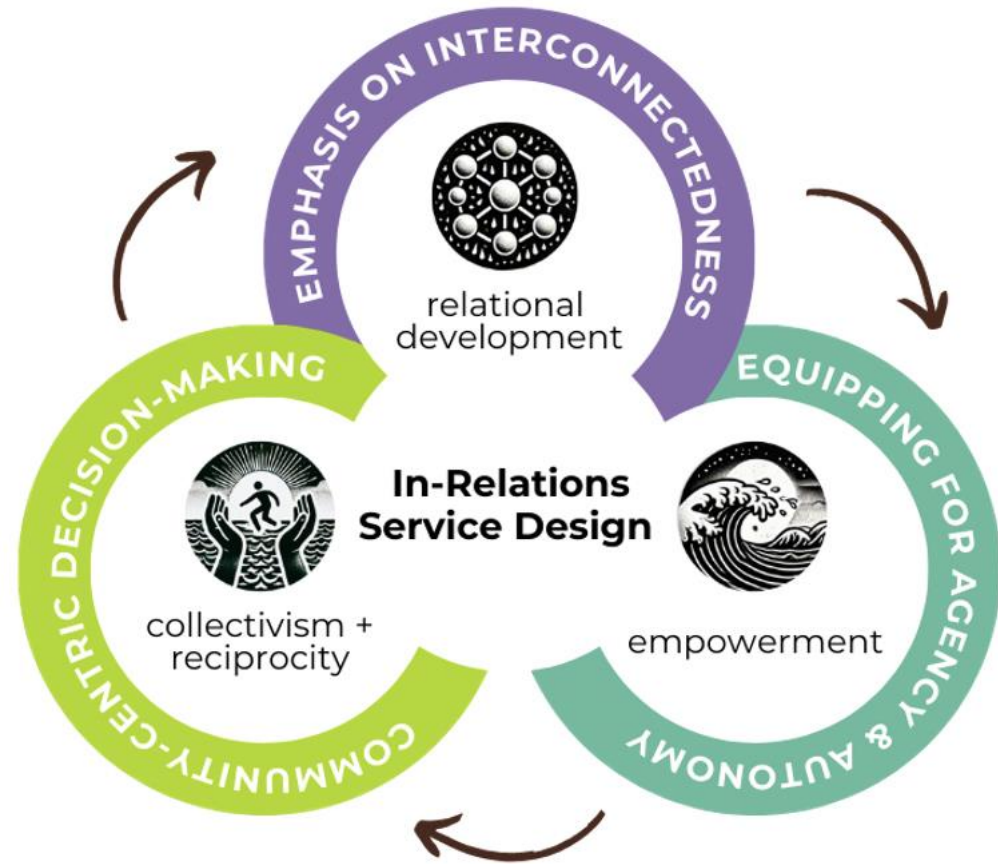 EMPHASIS ON INTERCONNECTEDNESS
relational
development
EQUIPPING FOR AGENCY & AUTONOMY
empowerment
COMMUNITY-CENTRIC DECISION-MAKING
collectivism +
reciprocity
In-Relations
Service Design